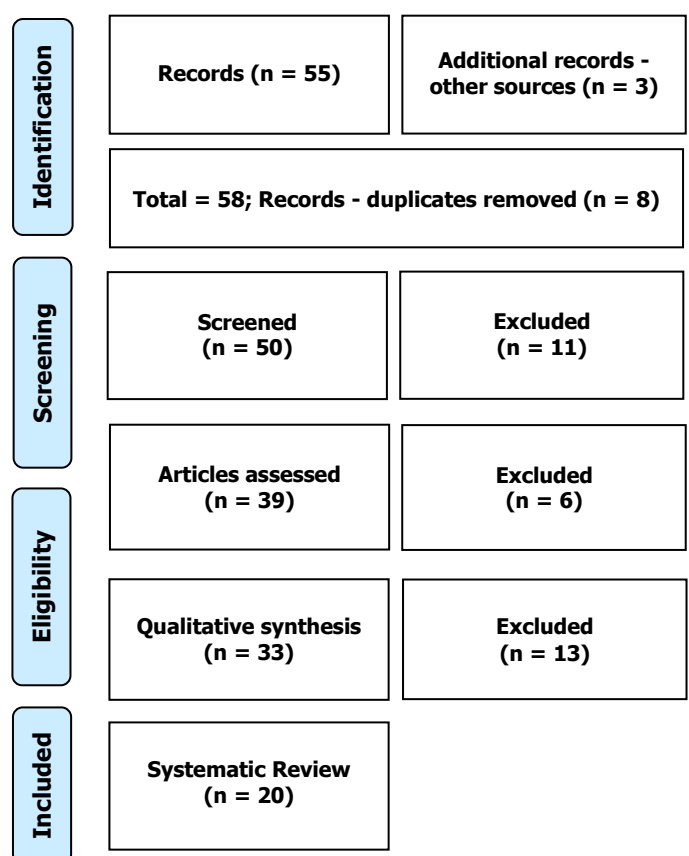 Identification
Records (n = 55)
Additional records -
other sources (n = 3)
Total = 58; Records - duplicates removed (n = 8)
Screening
Screened
(n = 50)
Excluded
(n = 11)
Articles assessed
(n = 39)
Excluded
(n = 6)
Eligibility
Qualitative synthesis
(n = 33)
Excluded
(n = 13)
Included
Systematic Review
(n = 20)